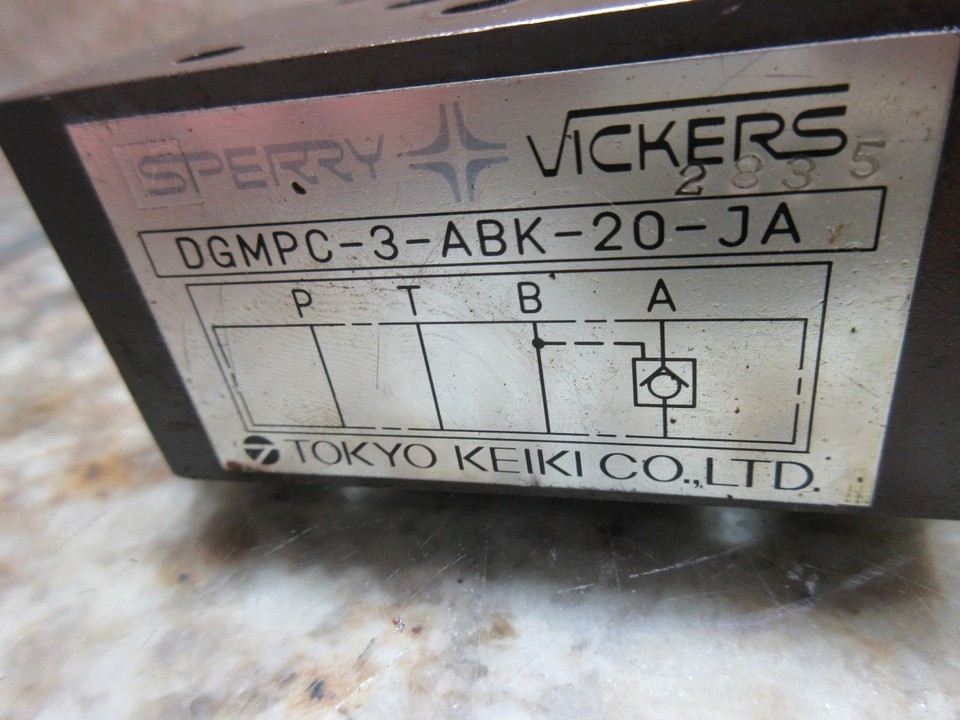 SPERRY VICKERS
2835
DGMPC-3-ABK-20-JA
P T B A
TOKYO KEIKI CO.,LTD.